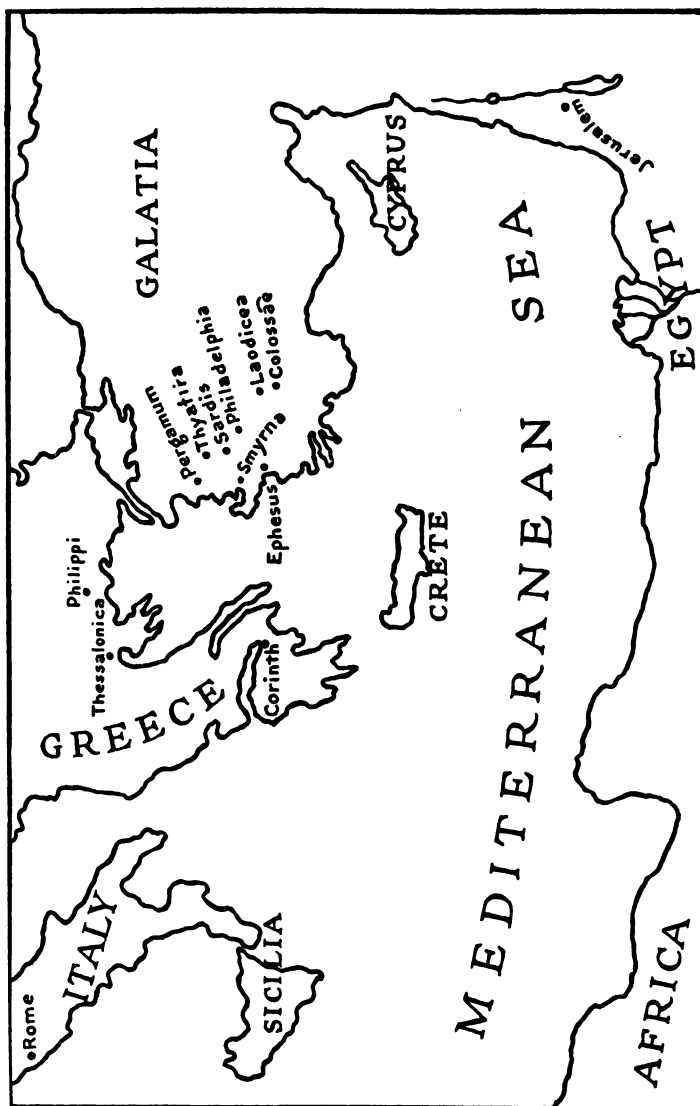 Rome
ITALY
SICILIA
GREECE
Thessalonica
Philippi
Corinth
Pergamum
Thyatira
Sardis
Philadelphia
Smyrna
Ephesus
Laodicea
Colossae
GALATIA
CRETE
CYPRUS
MEDITERRANEAN SEA
Jerusalem
EGYPT
AFRICA